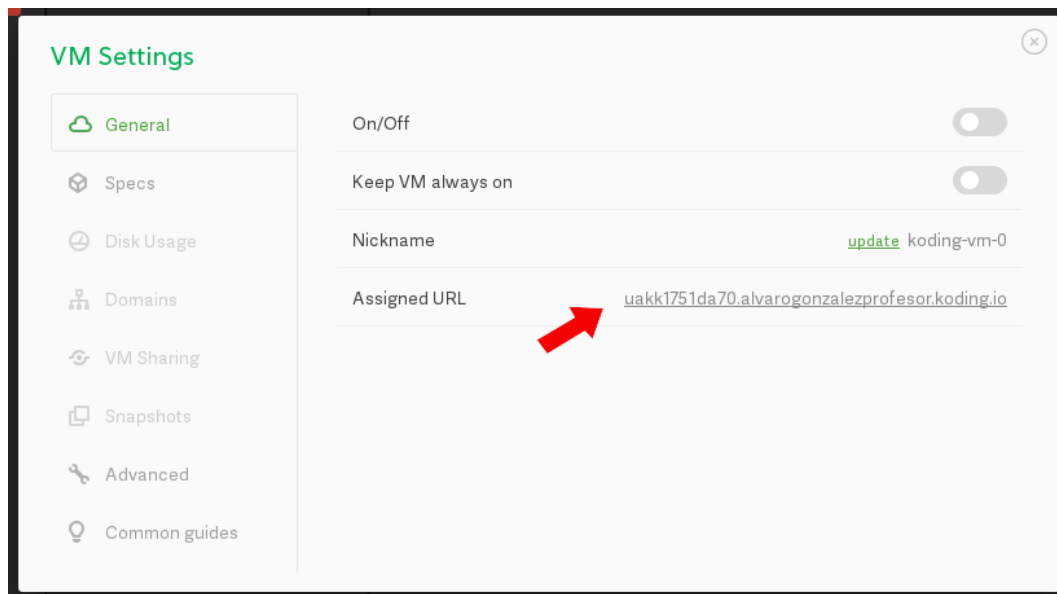 VM Settings
General
Specs
Disk Usage
Domains
VM Sharing
Snapshots
Advanced
Common guides
On/Off
Keep VM always on
Nickname update koding-vm-0
Assigned URL uakk1751da70.alvarogonzalezprofesor.koding.io